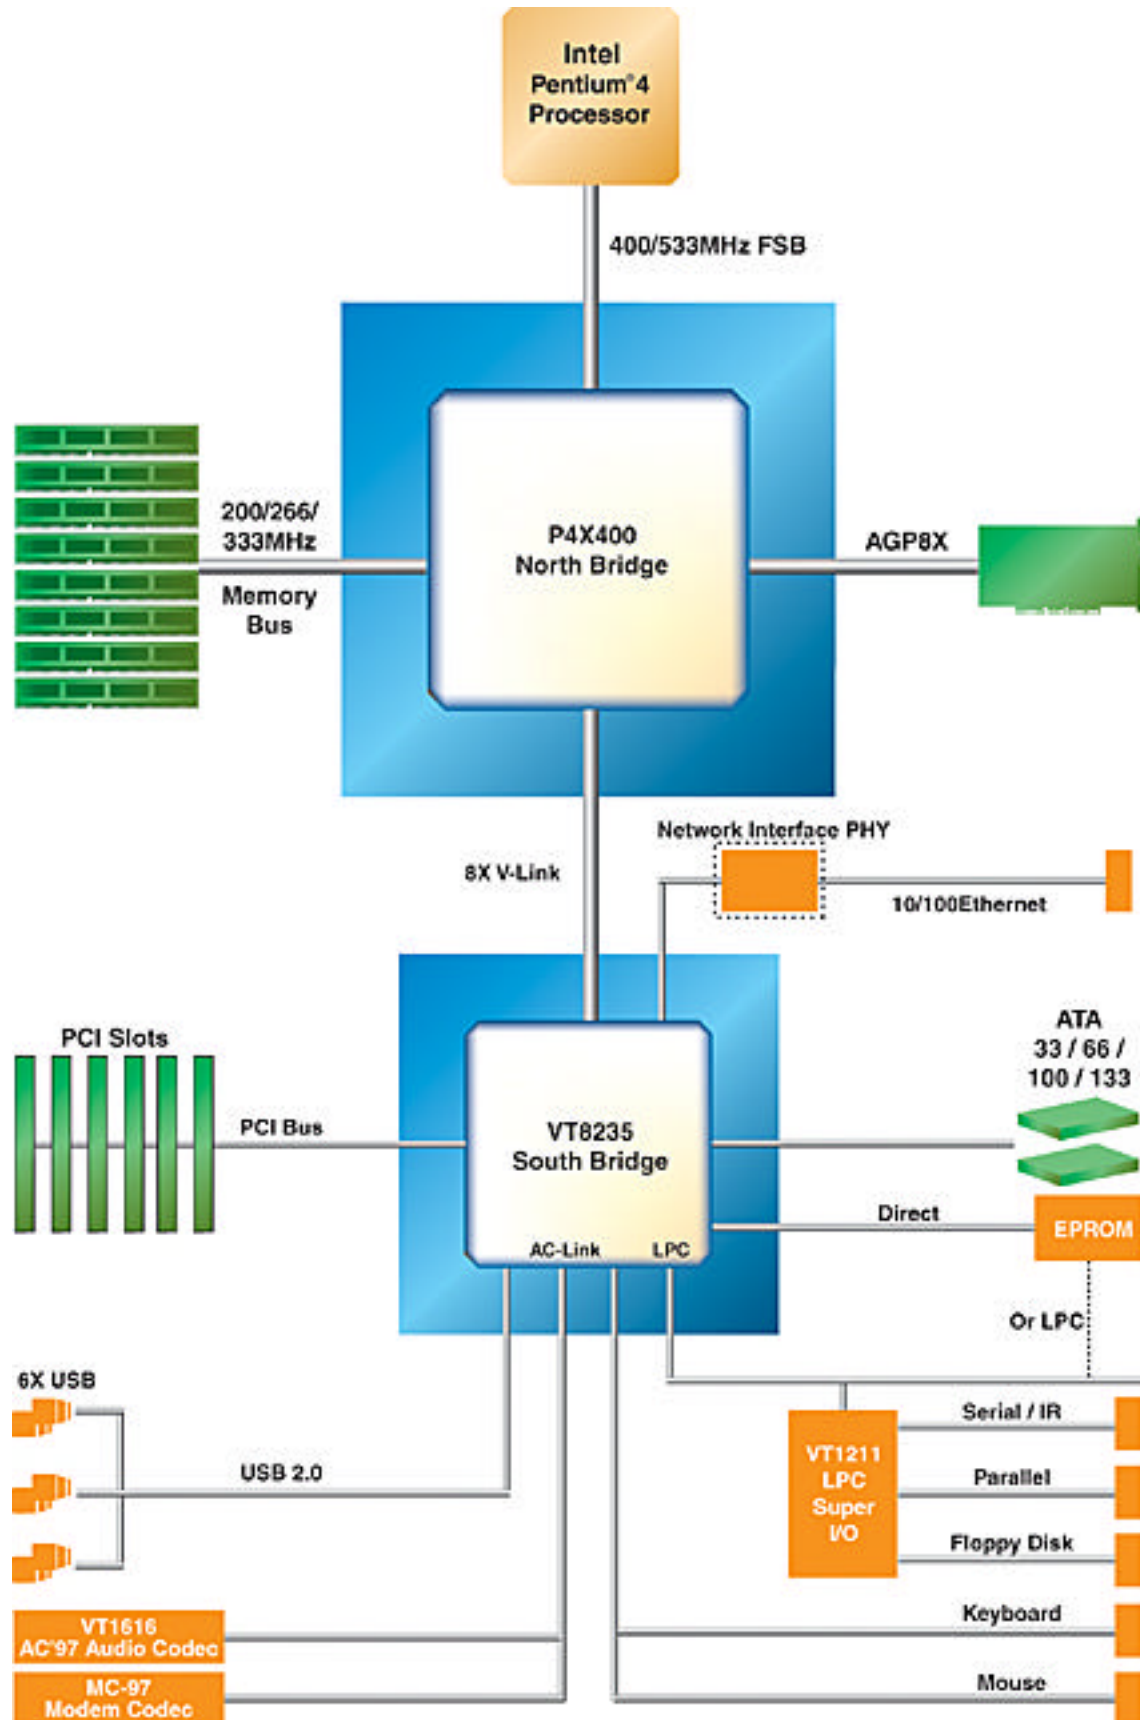 Intel
Pentium®4
Processor
400/533MHz FSB
200/266/
333MHz
Memory
Bus
P4X400
North Bridge
AGP8X
8X V-Link
Network Interface PHY
10/100Ethernet
PCI Slots
PCI Bus
VT8235
South Bridge
AC-Link
LPC
ATA
33 / 66 /
100 / 133
Direct
EPROM
Or LPC
6X USB
USB 2.0
VT1211
LPC
Super
I/O
Serial / IR
Parallel
Floppy Disk
Keyboard
Mouse
VT1616
AC'97 Audio Codec
MC-97
Modem Codec